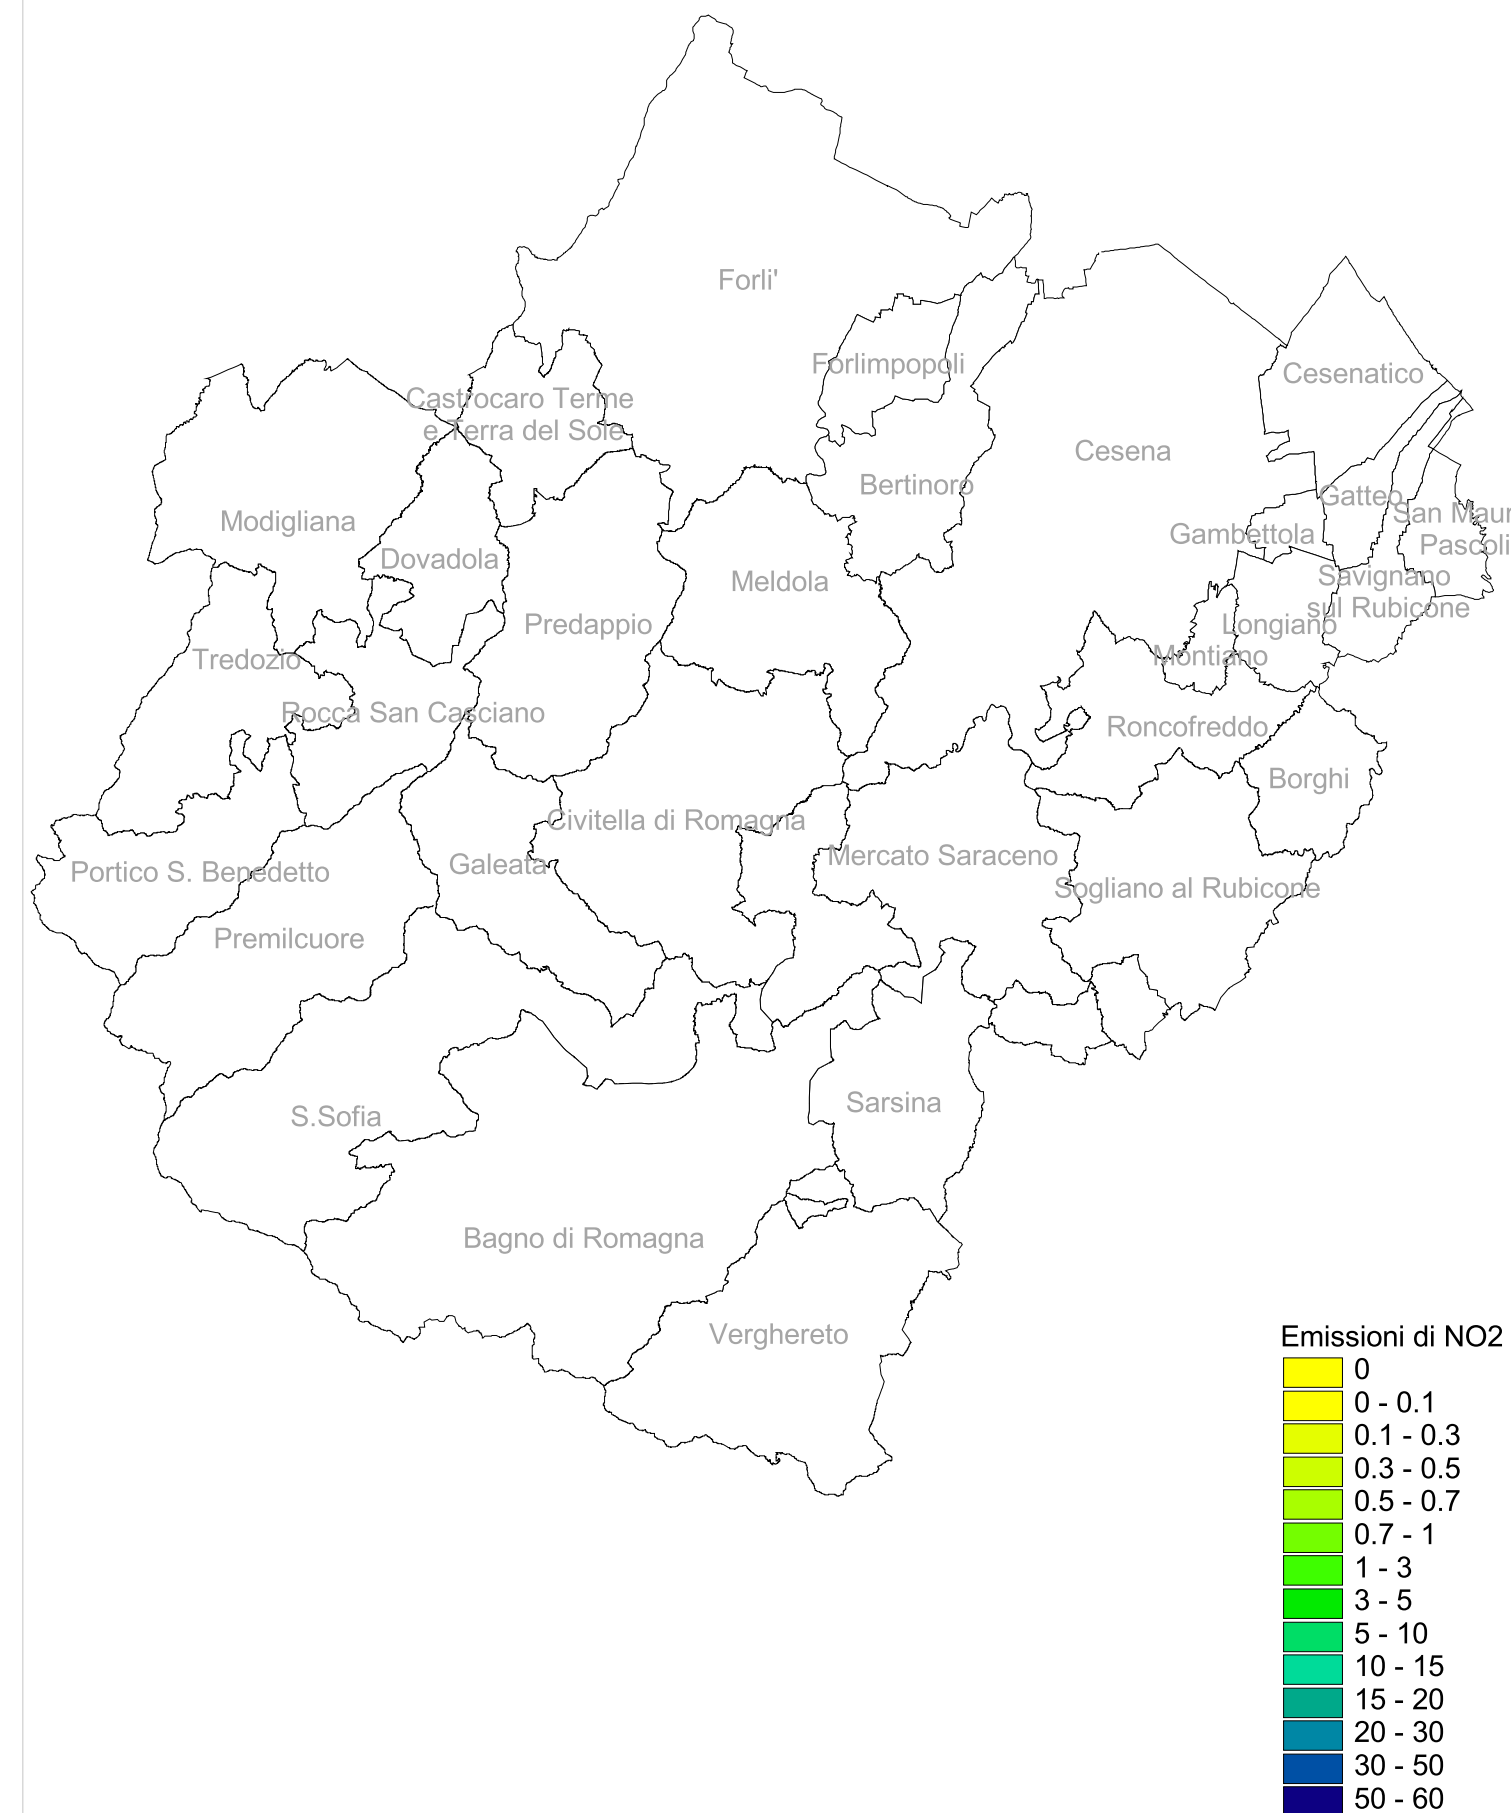 Forli'
Forlimpopoli
Cesenatico
Castrocaro Terme
e Terra del Sole
Cesena
Bertinoro
Gatteo
San Maur
Pascoli
Modigliana
Gambettola
Dovadola
Meldola
Savignano
sul Rubicone
Predappio
Longiano
Montiano
Tredozio
Rocca San Casciano
Roncofreddo
Borghi
Civitella di Romagna
Mercato Saraceno
Galeata
Portico S. Benedetto
Sogliano al Rubicone
Premilcuore
Sarsina
S.Sofia
Bagno di Romagna
Verghereto
Emissioni di NO2
0
0 - 0.1
0.1 - 0.3
0.3 - 0.5
0.5 - 0.7
0.7 - 1
1 - 3
3 - 5
5 - 10
10 - 15
15 - 20
20 - 30
30 - 50
50 - 60